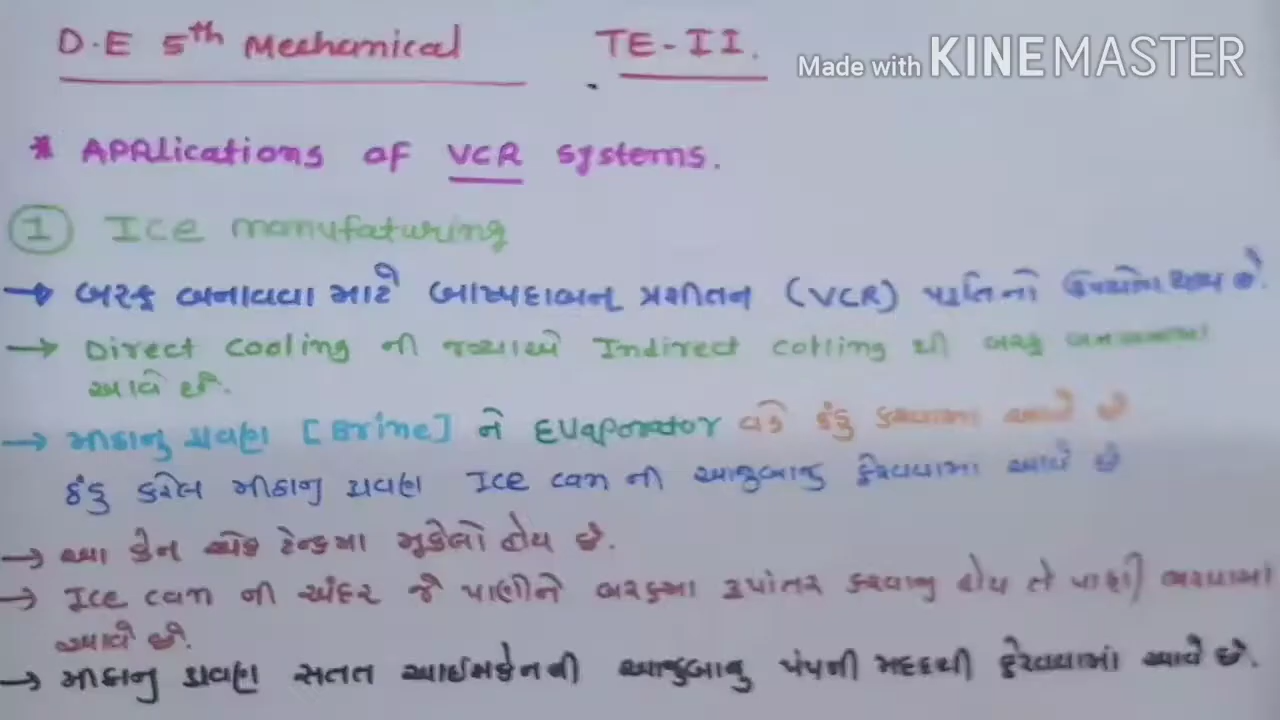 D.E 5th Mechanical TE-II.
Made with KINEMASTER
* Applications of VCR systems.
1 Ice manufaturing
→ બરફ બનાવવા માટે બાષ્પદાબન પ્રશીતન (VCR) પદ્ધતિનો ઉપયોગ થાય છે.
→ Direct cooling ની જગ્યાએ Indirect cotling થી બરફ બનાવવામાં
આવે છે.
→ મીઠાનુ દ્રાવણ [Brine] ને Evaporator વડે ઠંડુ કરવામાં આવે છે
ઠંડુ કરેલ મીઠાનુ દ્રાવણ Ice can ની આજુબાજુ ફેરવવામા આવે છે
→ આ કેન એક ટેન્કમા મૂકેલો હોય છે.
→ Ice can ની અંદર જે પાણીને બરફમા રૂપાંતર કરવાનુ હોય તે પાણી ભરવામાં
આવે છે.
→ મીઠાનુ દ્રાવણ સતત આઈસકેનની આજુબાજુ પંપની મદદથી ફેરવવામાં આવે છે.